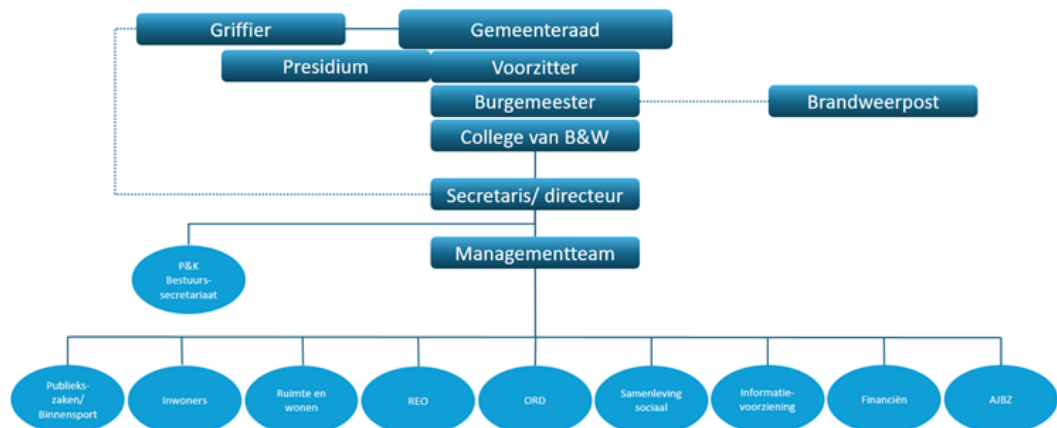 Griffier
Gemeenteraad
Presidium
Voorzitter
Burgemeester
Brandweerpost
College van B&W
Secretaris/ directeur
Managementteam
P&K
Bestuurs-
secretariaat
Publieks-
zaken/
Binnensport
Inwoners
Ruimte en
wonen
REO
ORD
Samenleving
sociaal
Informatie-
voorziening
Financiën
AJBZ